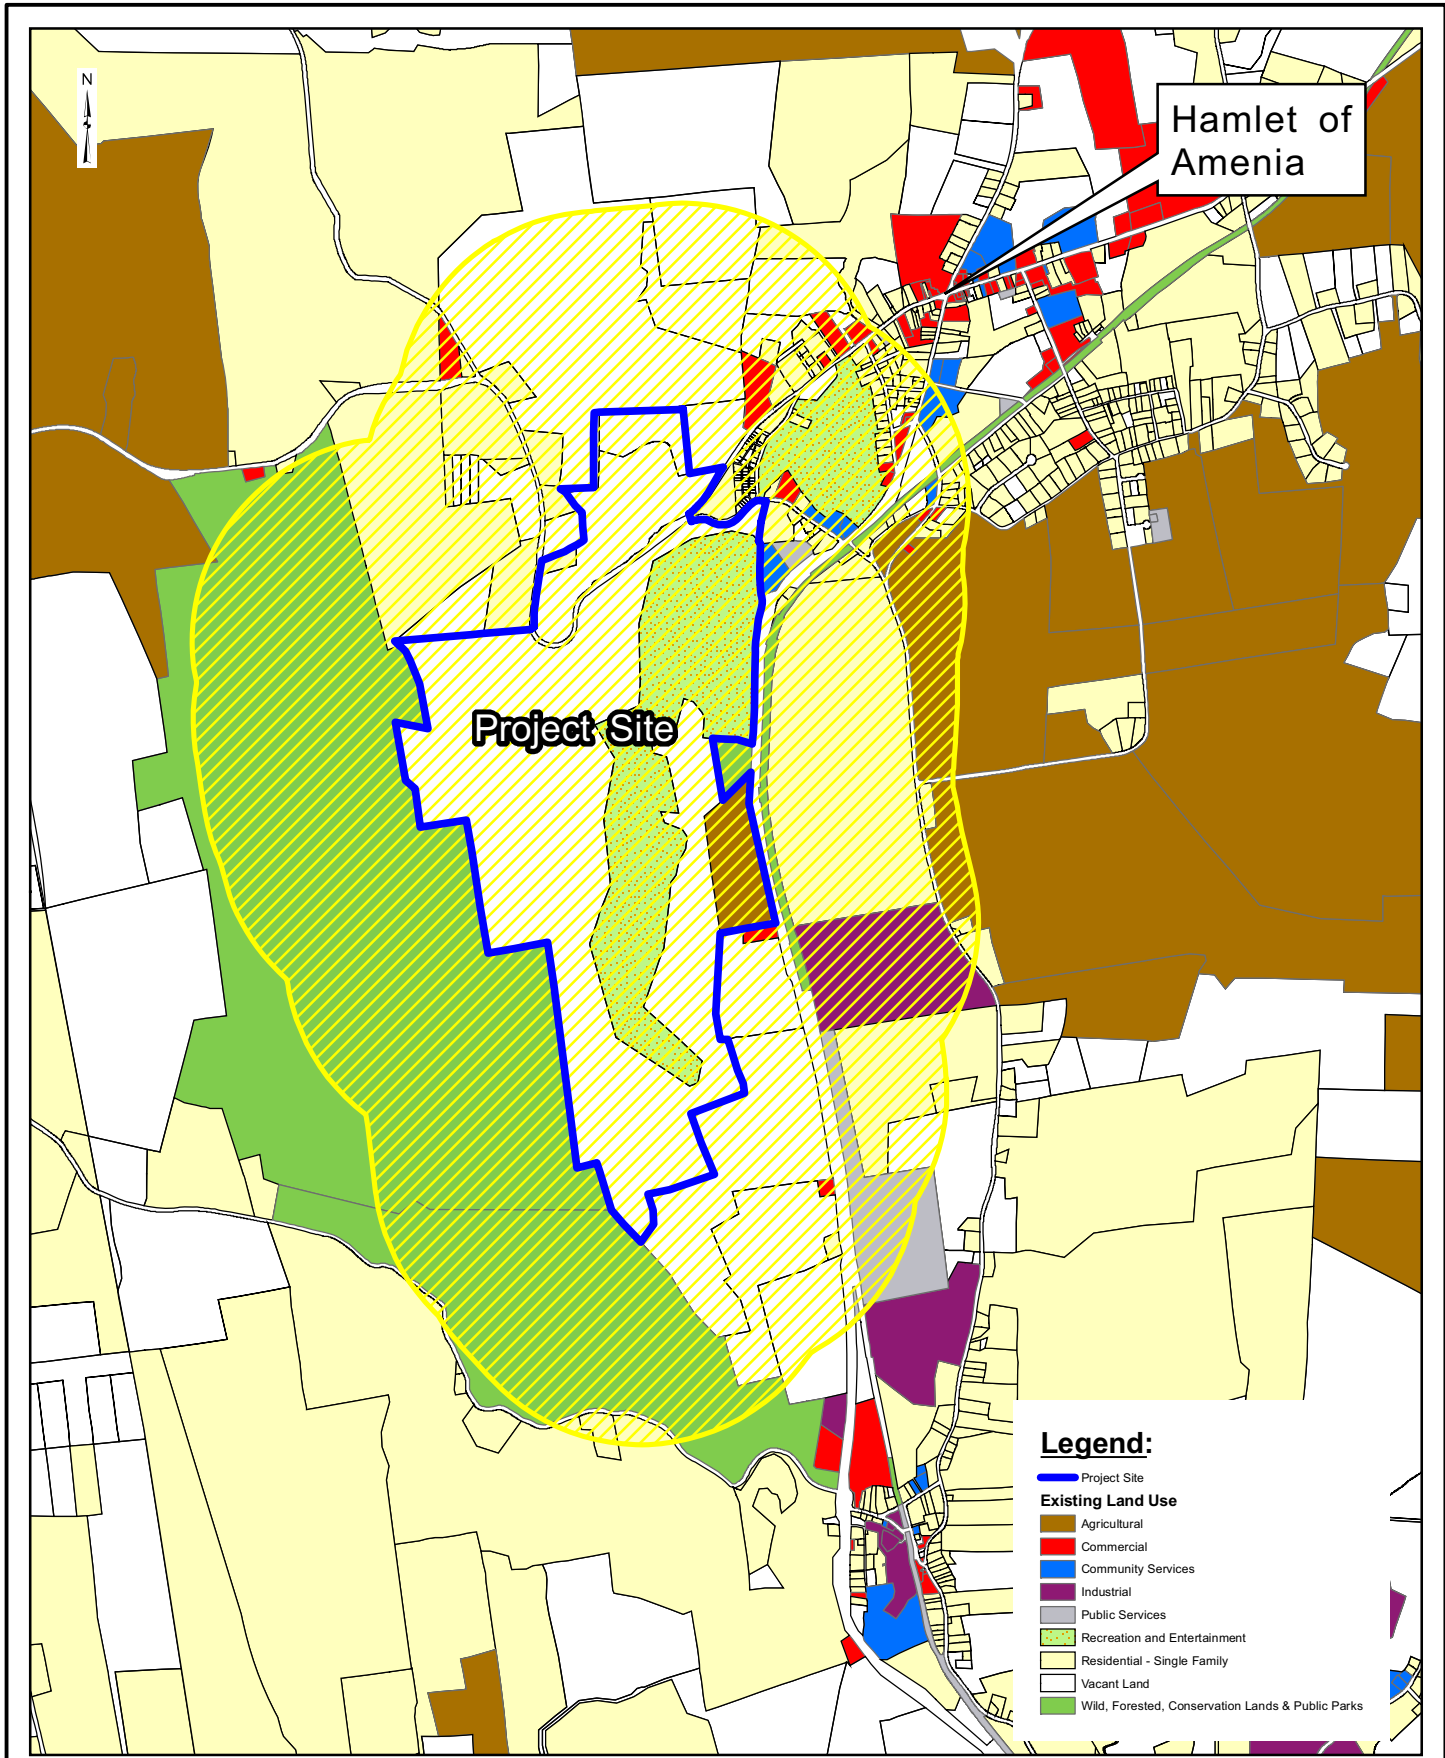 N
Hamlet of
Amenia
Project Site
Legend:
Project Site
Existing Land Use
Agricultural
Commercial
Community Services
Industrial
Public Services
Recreation and Entertainment
Residential - Single Family
Vacant Land
Wild, Forested, Conservation Lands & Public Parks